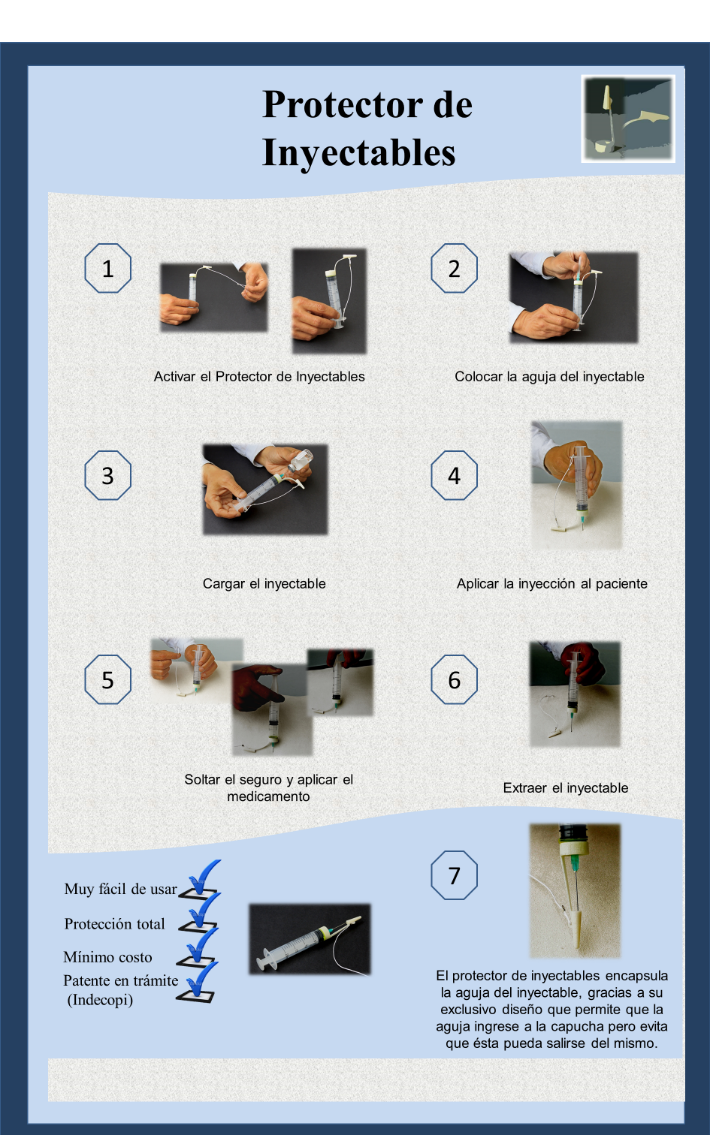 Protector de
Inyectables
1
Activar el Protector de Inyectables
2
Colocar la aguja del inyectable
3
Cargar el inyectable
4
Aplicar la inyección al paciente
5
Soltar el seguro y aplicar el
medicamento
6
Extraer el inyectable
Muy fácil de usar
Protección total
Mínimo costo
Patente en trámite
(Indecopi)
7
El protector de inyectables encapsula
la aguja del inyectable, gracias a su
exclusivo diseño que permite que la
aguja ingrese a la capucha pero evita
que ésta pueda salirse del mismo.